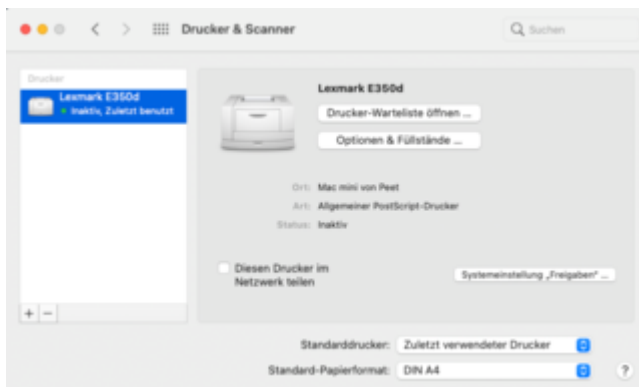 Drucker & Scanner
Suchen
Drucker
Lexmark E350d
Inaktiv, Zuletzt benutzt
Lexmark E350d
Drucker-Warteliste öffnen ...
Optionen & Füllstände ...
Ort: Mac mini von Peet
Art: Allgemeiner PostScript-Drucker
Status: Inaktiv
Diesen Drucker im
Netzwerk teilen
Systemeinstellung „Freigaben“ ...
+ −
Standarddrucker: Zuletzt verwendeter Drucker
Standard-Papierformat: DIN A4
?